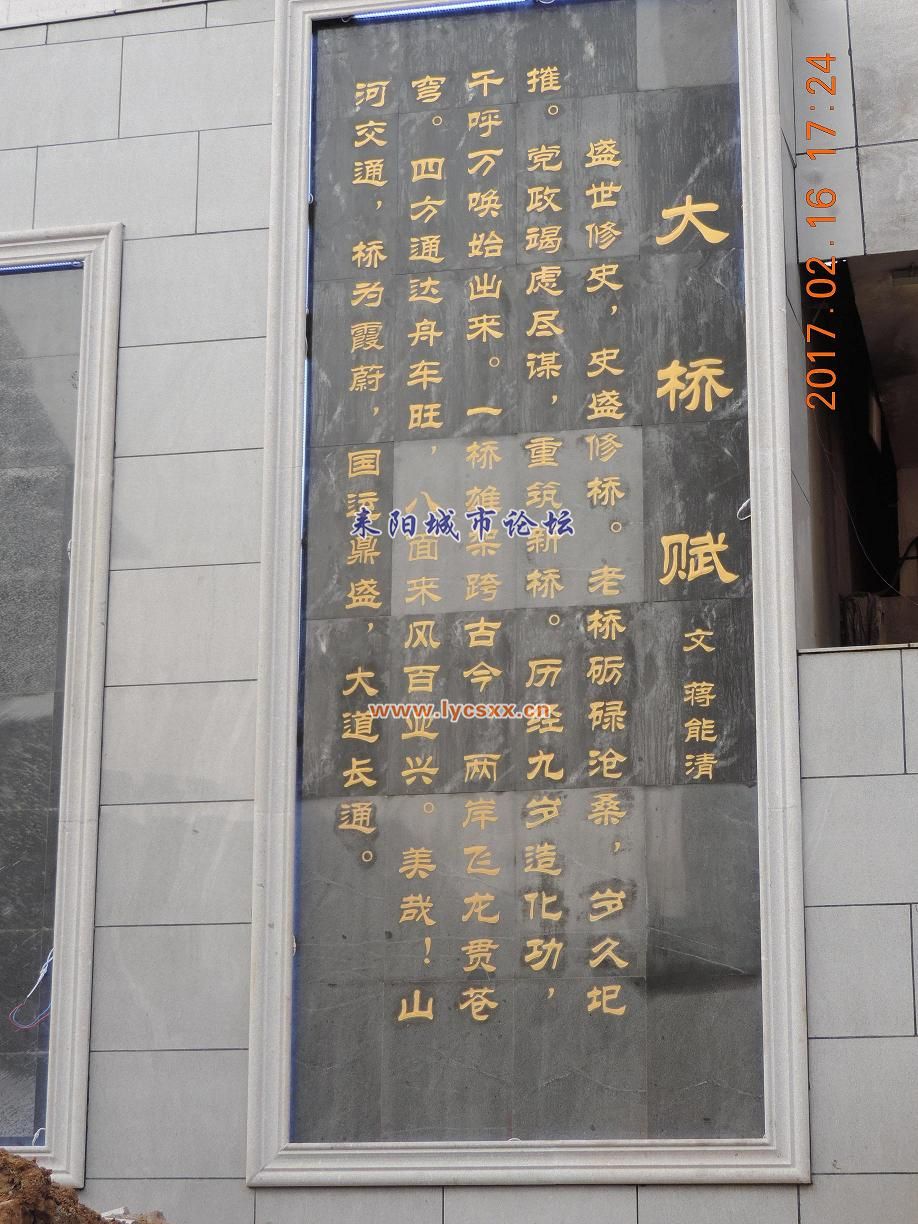 大桥赋
文 蒋能清
盛世修史，史盛修桥。老桥砺碌沧桑，岁久圯
摧。党政竭虑尽谋，重筑新桥。历经九岁造化功，
千呼万唤始出来。一桥雄架跨古今，两岸飞龙贯苍
穹。四方通达舟车旺，八面来风百业兴。美哉！山
河交通，桥为霞蔚，国运鼎盛，大道长通。
耒阳城市论坛
www.lycsxx.cn
2017.02.16 17:24